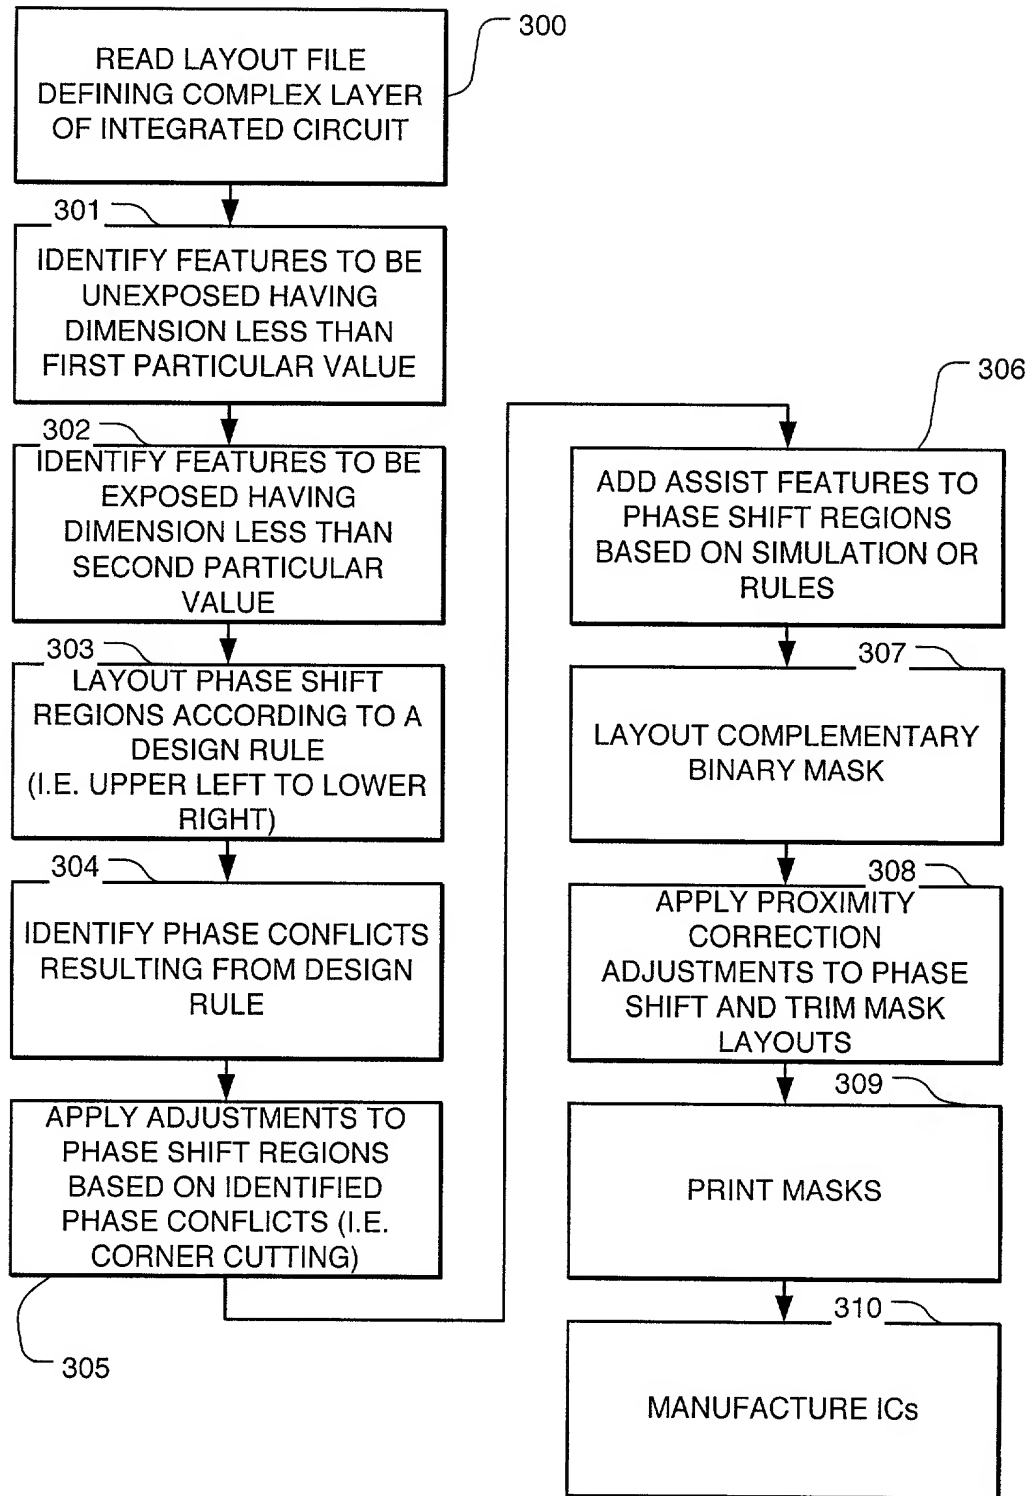 300
READ LAYOUT FILE
DEFINING COMPLEX LAYER
OF INTEGRATED CIRCUIT
301
IDENTIFY FEATURES TO BE
UNEXPOSED HAVING
DIMENSION LESS THAN
FIRST PARTICULAR VALUE
302
IDENTIFY FEATURES TO BE
EXPOSED HAVING
DIMENSION LESS THAN
SECOND PARTICULAR
VALUE
303
LAYOUT PHASE SHIFT
REGIONS ACCORDING TO A
DESIGN RULE
(I.E. UPPER LEFT TO LOWER
RIGHT)
304
IDENTIFY PHASE CONFLICTS
RESULTING FROM DESIGN
RULE
APPLY ADJUSTMENTS TO
PHASE SHIFT REGIONS
BASED ON IDENTIFIED
PHASE CONFLICTS (I.E.
CORNER CUTTING)
305
306
ADD ASSIST FEATURES TO
PHASE SHIFT REGIONS
BASED ON SIMULATION OR
RULES
307
LAYOUT COMPLEMENTARY
BINARY MASK
308
APPLY PROXIMITY
CORRECTION
ADJUSTMENTS TO PHASE
SHIFT AND TRIM MASK
LAYOUTS
309
PRINT MASKS
310
MANUFACTURE ICs